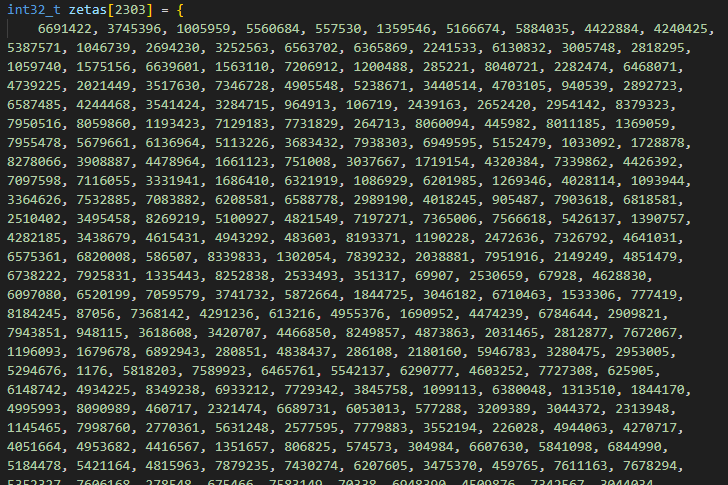 int32_t zetas[2303] = {
6691422, 3745396, 1005959, 5560684, 557530, 1359546, 5166674, 5884035, 4422884, 4240425,
5387571, 1046739, 2694230, 3252563, 6563702, 6365869, 2241533, 6130832, 3005748, 2818295,
1059740, 1575156, 6639601, 1563110, 7206912, 1200488, 285221, 8040721, 2282474, 6468071,
4739225, 2021449, 3517630, 7346728, 4905548, 5238671, 3440514, 4703105, 940539, 2892723,
6587485, 4244468, 3541424, 3284715, 964913, 106719, 2439163, 2652420, 2954142, 8379323,
7950516, 8059860, 1193423, 7129183, 7731829, 264713, 8060094, 445982, 8011185, 1369059,
7955478, 5679661, 6136964, 5113226, 3683432, 7938303, 6949595, 5152479, 1033092, 1728878,
8278066, 3908887, 4478964, 1661123, 751008, 3037667, 1719154, 4320384, 7339862, 4426392,
7097598, 7116055, 3331941, 1686410, 6321919, 1086929, 6201985, 1269346, 4028114, 1093944,
3364626, 7532885, 7083882, 6208581, 6588778, 2989190, 4018245, 905487, 7903618, 6818581,
2510402, 3495458, 8269219, 5100927, 4821549, 7197271, 7365006, 7566618, 5426137, 1390757,
4282185, 3438679, 4615431, 4943292, 483603, 8193371, 1190228, 2472636, 7326792, 4641031,
6575361, 6820008, 586507, 8339833, 1302054, 7839232, 2038881, 7951916, 2149249, 4851479,
6738222, 7925831, 1335443, 8252838, 2533493, 351317, 69907, 2530659, 67928, 4628830,
6097080, 6520199, 7059579, 3741732, 5872664, 1844725, 3046182, 6710463, 1533306, 777419,
8184245, 87056, 7368142, 4291236, 613216, 4955376, 1690952, 4474239, 6784644, 2909821,
7943851, 948115, 3618608, 3420707, 4466850, 8249857, 4873863, 2031465, 2812877, 7672067,
1196093, 1679678, 6892943, 280851, 4838437, 286108, 2180160, 5946783, 3280475, 2953005,
5294676, 1176, 5818203, 7589923, 6465761, 5542137, 6290777, 4603252, 7727308, 625905,
6148742, 4934225, 8349238, 6933212, 7729342, 3845758, 1099113, 6380048, 1313510, 1844170,
4995993, 8090989, 460717, 2321474, 6689731, 6053013, 577288, 3209389, 3044372, 2313948,
1145465, 7998760, 2770361, 5631248, 2577595, 7779883, 3552194, 226028, 4944063, 4270717,
4051664, 4953682, 4416567, 1351657, 806825, 574573, 304984, 6607630, 5841098, 6844990,
5184478, 5421164, 4815963, 7879235, 7430274, 6207605, 3475370, 459765, 7611163, 7678294,
5352327, 7606168, 278548, 675466, 7583149, 70338, 6948390, 4509876, 7342567, 3044034,